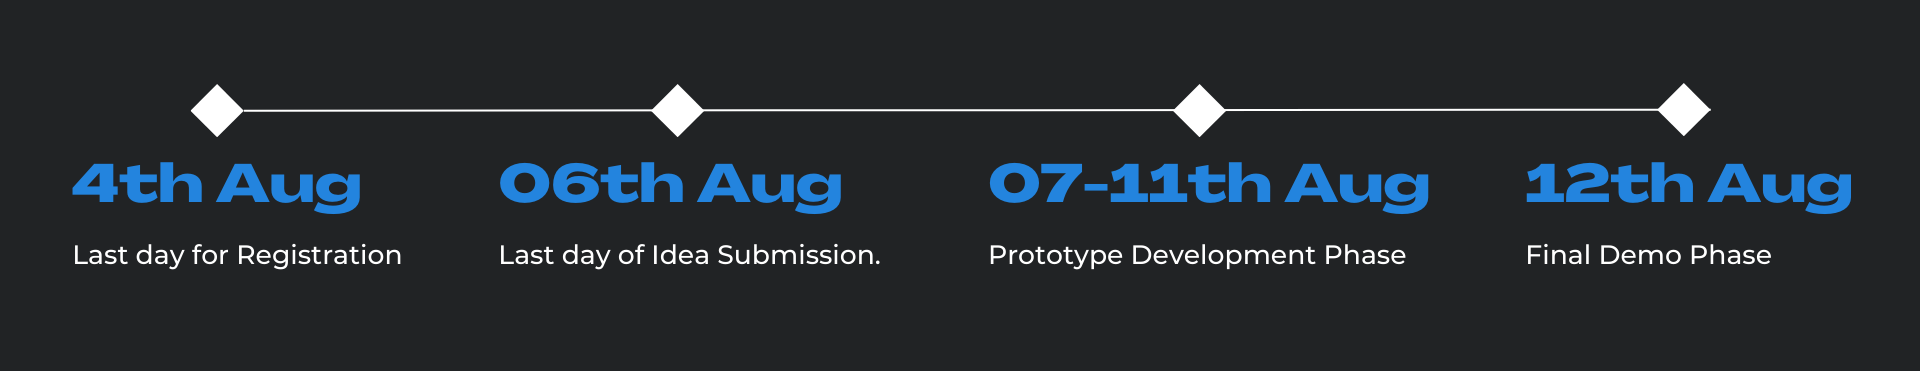 4th Aug
Last day for Registration
06th Aug
Last day of Idea Submission.
07-11th Aug
Prototype Development Phase
12th Aug
Final Demo Phase